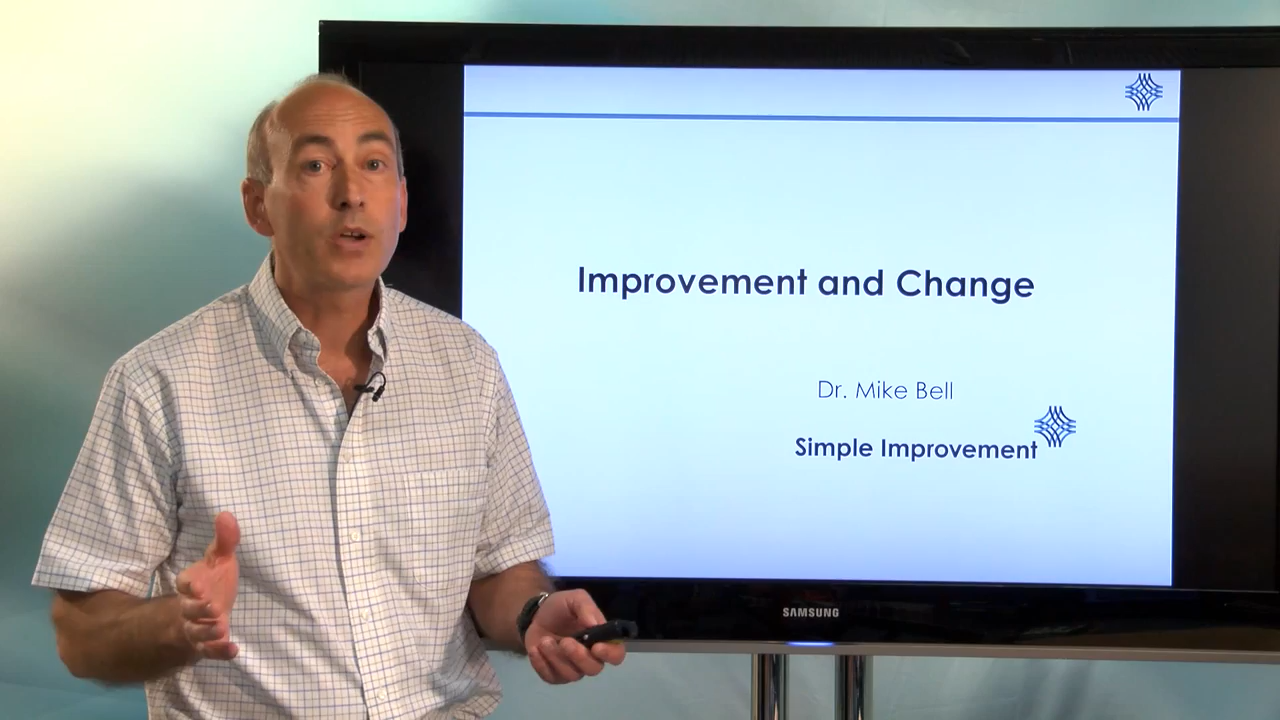 Improvement and Change
Dr. Mike Bell
Simple Improvement
SAMSUNG